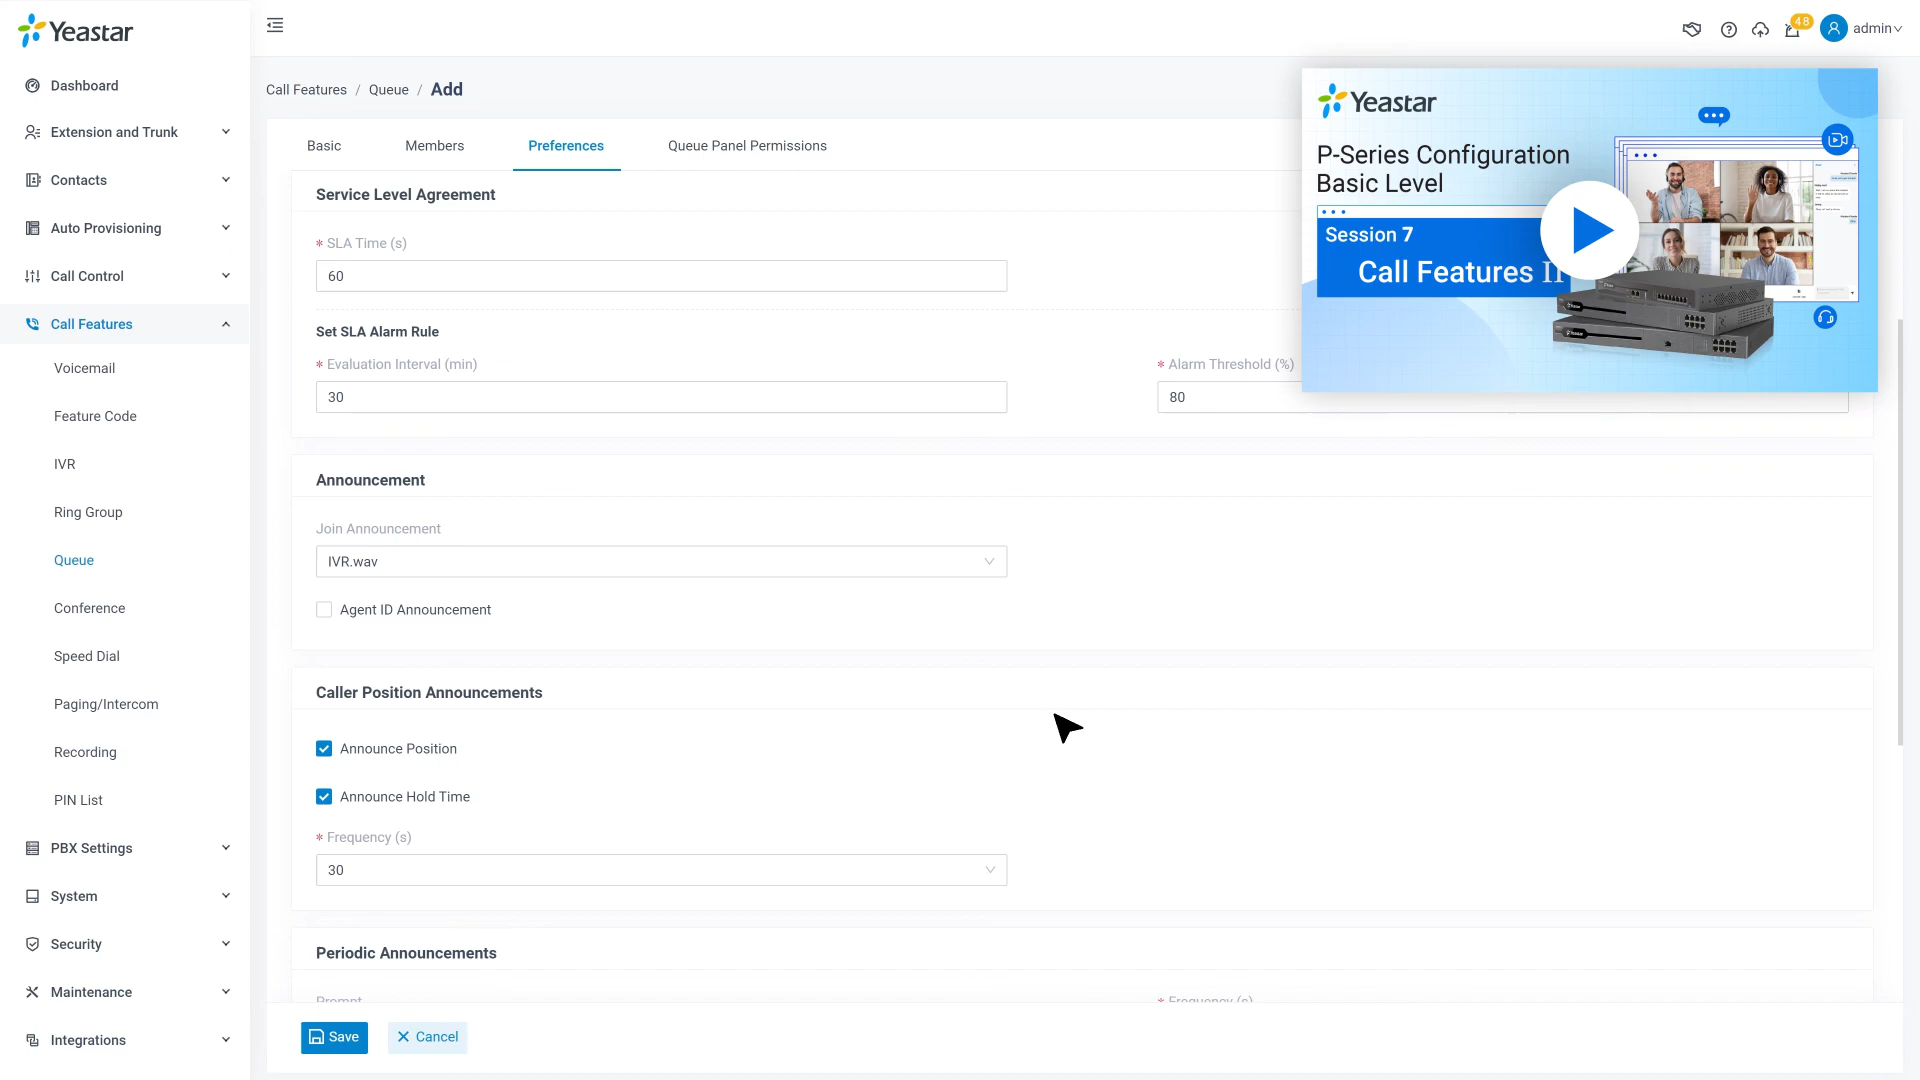 Yeastar
48
admin
Dashboard
Extension and Trunk
Contacts
Auto Provisioning
Call Control
Call Features
Voicemail
Feature Code
IVR
Ring Group
Queue
Conference
Speed Dial
Paging/Intercom
Recording
PIN List
PBX Settings
System
Security
Maintenance
Integrations
Call Features / Queue / Add
Basic
Members
Preferences
Queue Panel Permissions
Service Level Agreement
* SLA Time (s)
60
Set SLA Alarm Rule
* Evaluation Interval (min)
30
* Alarm Threshold (%)
80
Announcement
Join Announcement
IVR.wav
Agent ID Announcement
Caller Position Announcements
Announce Position
Announce Hold Time
* Frequency (s)
30
Periodic Announcements
Prompt
* Frequency (s)
Save
Cancel
Yeastar
P-Series Configuration
Basic Level
Session 7
Call Features II